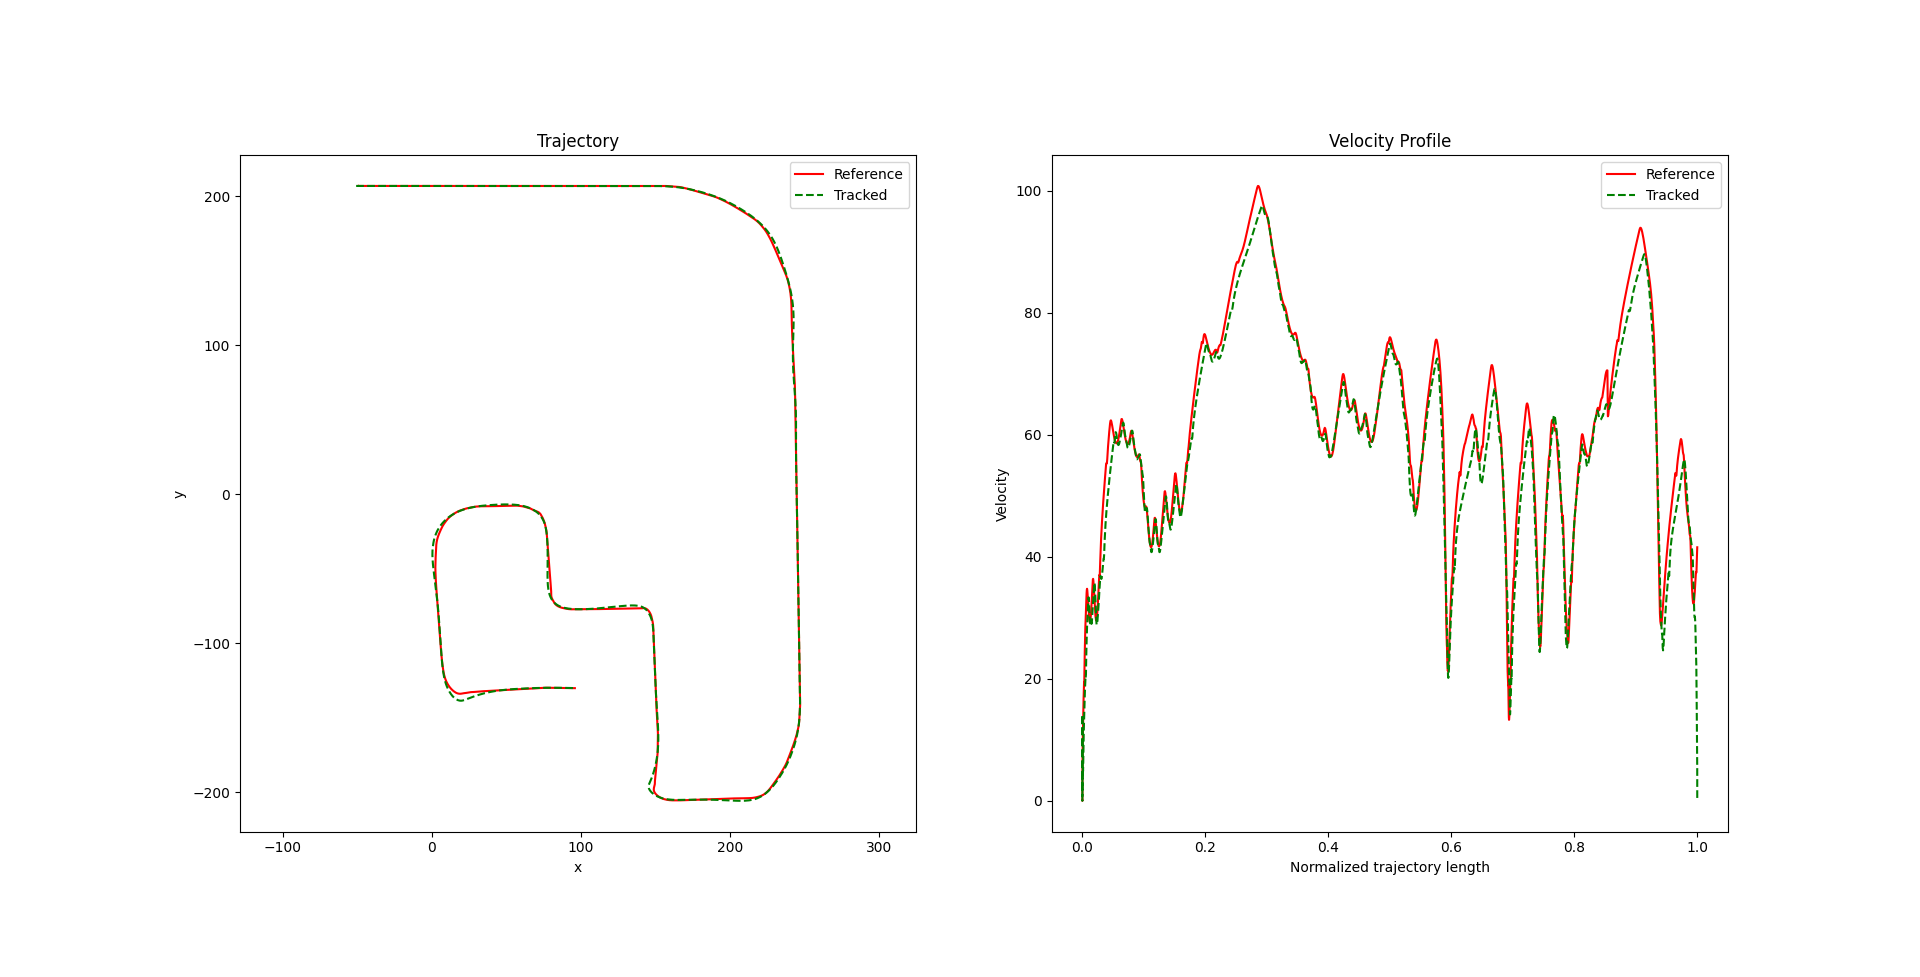 Trajectory
Reference
Tracked
200
100
0
−100
−200
y
−100
0
100
200
300
x
Velocity Profile
Reference
Tracked
100
80
60
40
20
0
Velocity
0.0
0.2
0.4
0.6
0.8
1.0
Normalized trajectory length